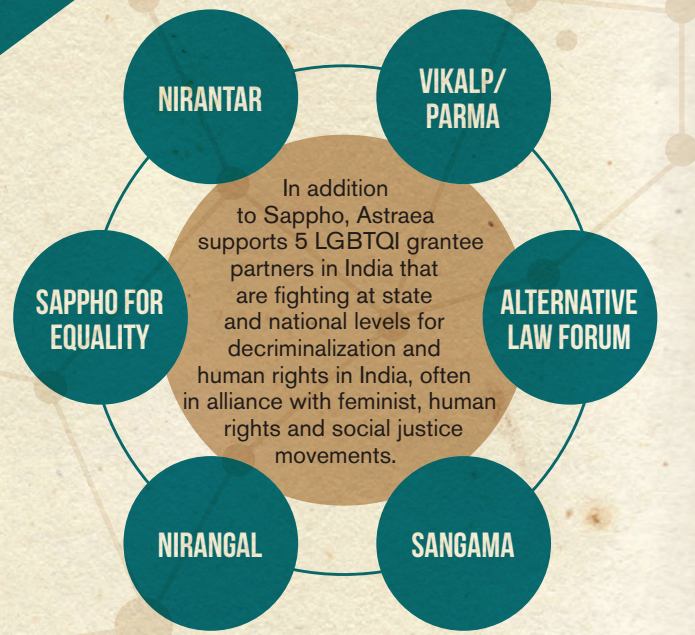 NIRANTAR
VIKALP/
PARMA
In addition
to Sappho, Astraea
supports 5 LGBTQI grantee
partners in India that
are fighting at state
and national levels for
decriminalization and
human rights in India, often
in alliance with feminist, human
rights and social justice
movements.
SAPPHO FOR
EQUALITY
ALTERNATIVE
LAW FORUM
NIRANGAL
SANGAMA